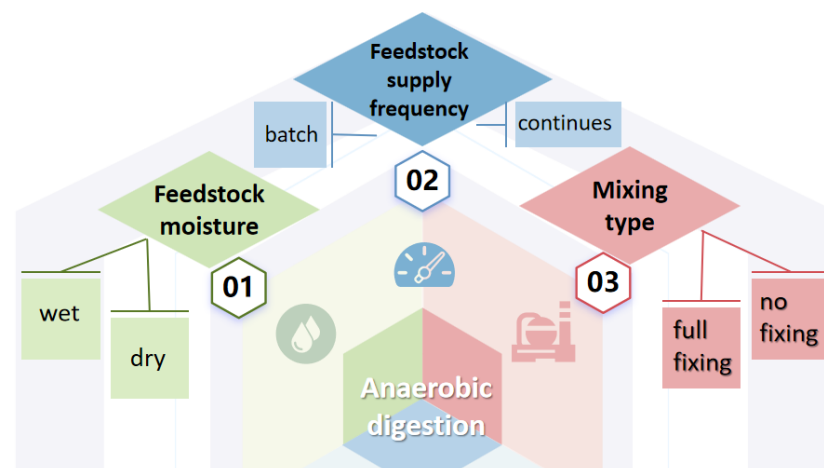 Feedstock
supply
frequency
batch
continues
02
Feedstock
moisture
01
wet
dry
Mixing
type
03
full
fixing
no
fixing
Anaerobic
digestion